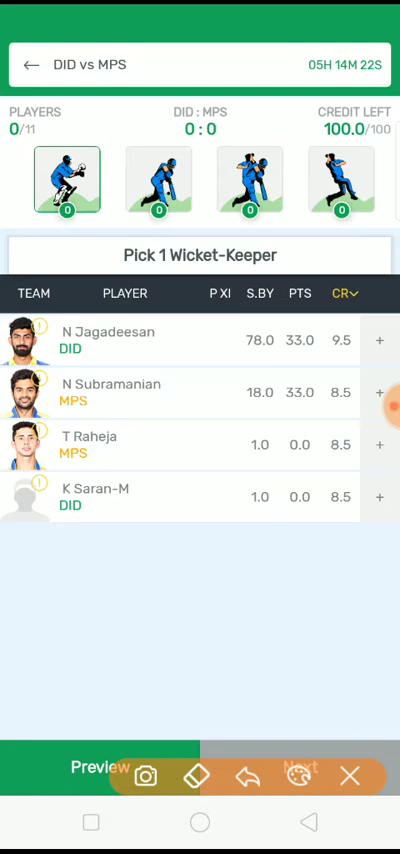 DID vs MPS 05H 14M 22S
PLAYERS DID : MPS CREDIT LEFT
0/11 0 : 0 100.0/100
0 0 0 0
Pick 1 Wicket-Keeper
TEAM PLAYER P XI S.BY PTS CR
N Jagadeesan
DID 78.0 33.0 9.5 +
N Subramanian
MPS 18.0 33.0 8.5 +
T Raheja
MPS 1.0 0.0 8.5 +
K Saran-M
DID 1.0 0.0 8.5 +
Preview Next